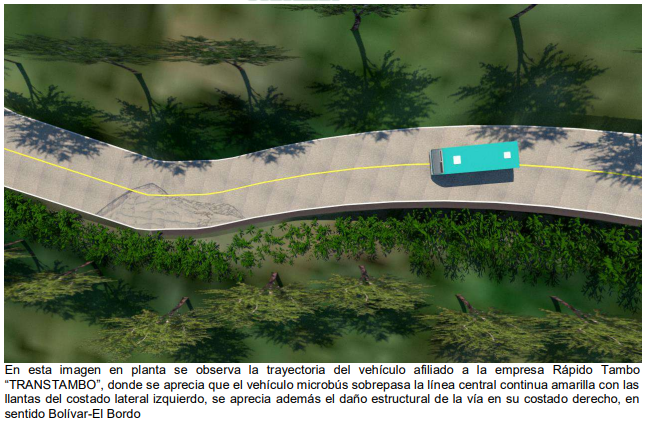 En esta imagen en planta se observa la trayectoria del vehículo afiliado a la empresa Rápido Tambo
“TRANSTAMBO”, donde se aprecia que el vehículo microbús sobrepasa la línea central continua amarilla con las
llantas del costado lateral izquierdo, se aprecia además el daño estructural de la vía en su costado derecho, en
sentido Bolívar-El Bordo